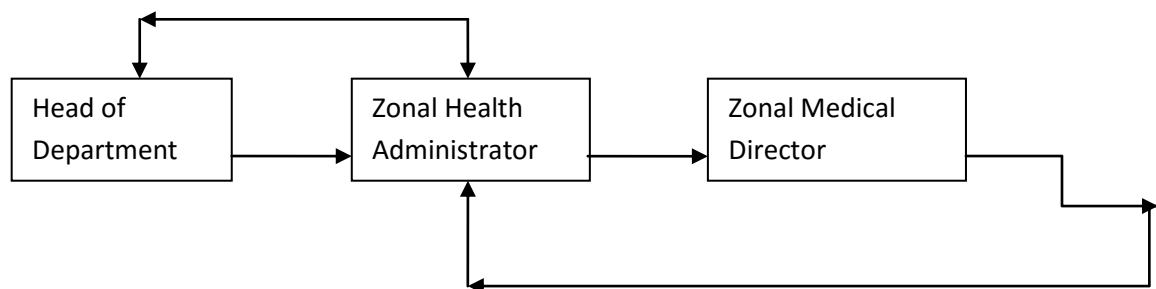 Head of
Department
Zonal Health
Administrator
Zonal Medical
Director